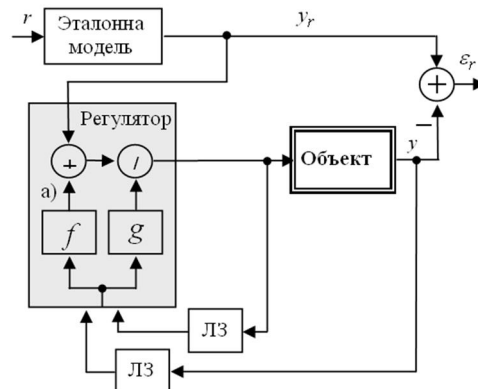 r
Эталонна
модель
y_r
ε_r
+
−
Регулятор
+
/
Объект
y
а)
f
g
ЛЗ
ЛЗ